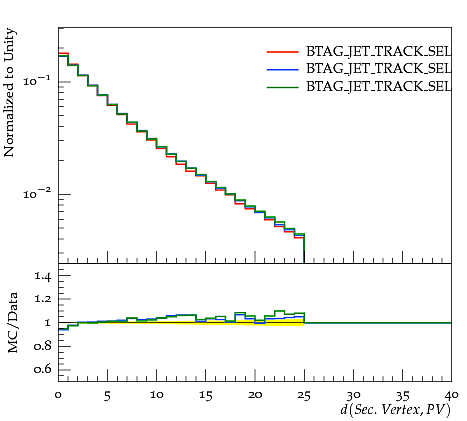 Normalized to Unity
BTAG_JET_TRACK_SEL
BTAG_JET_TRACK_SEL
BTAG_JET_TRACK_SEL
10⁻¹
10⁻²
MC/Data
1.4
1.2
1
0.8
0.6
0 5 10 15 20 25 30 35 40
d(Sec. Vertex, PV)